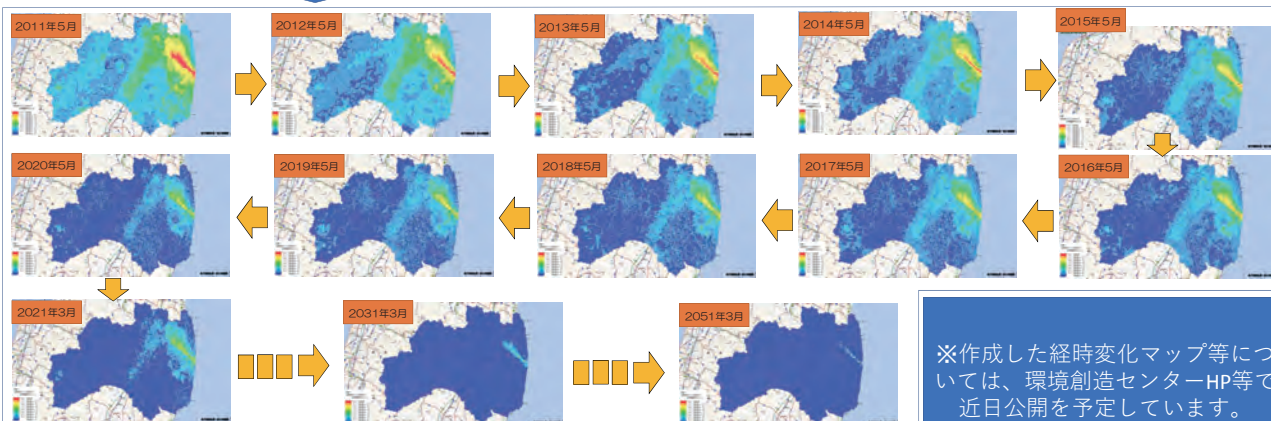 2011年5月
2012年5月
2013年5月
2014年5月
2015年5月
2016年5月
2017年5月
2018年5月
2019年5月
2020年5月
2021年3月
2031年3月
2051年3月
※作成した経時変化マップ等につ
いては、環境創造センターHP等で
近日公開を予定しています。